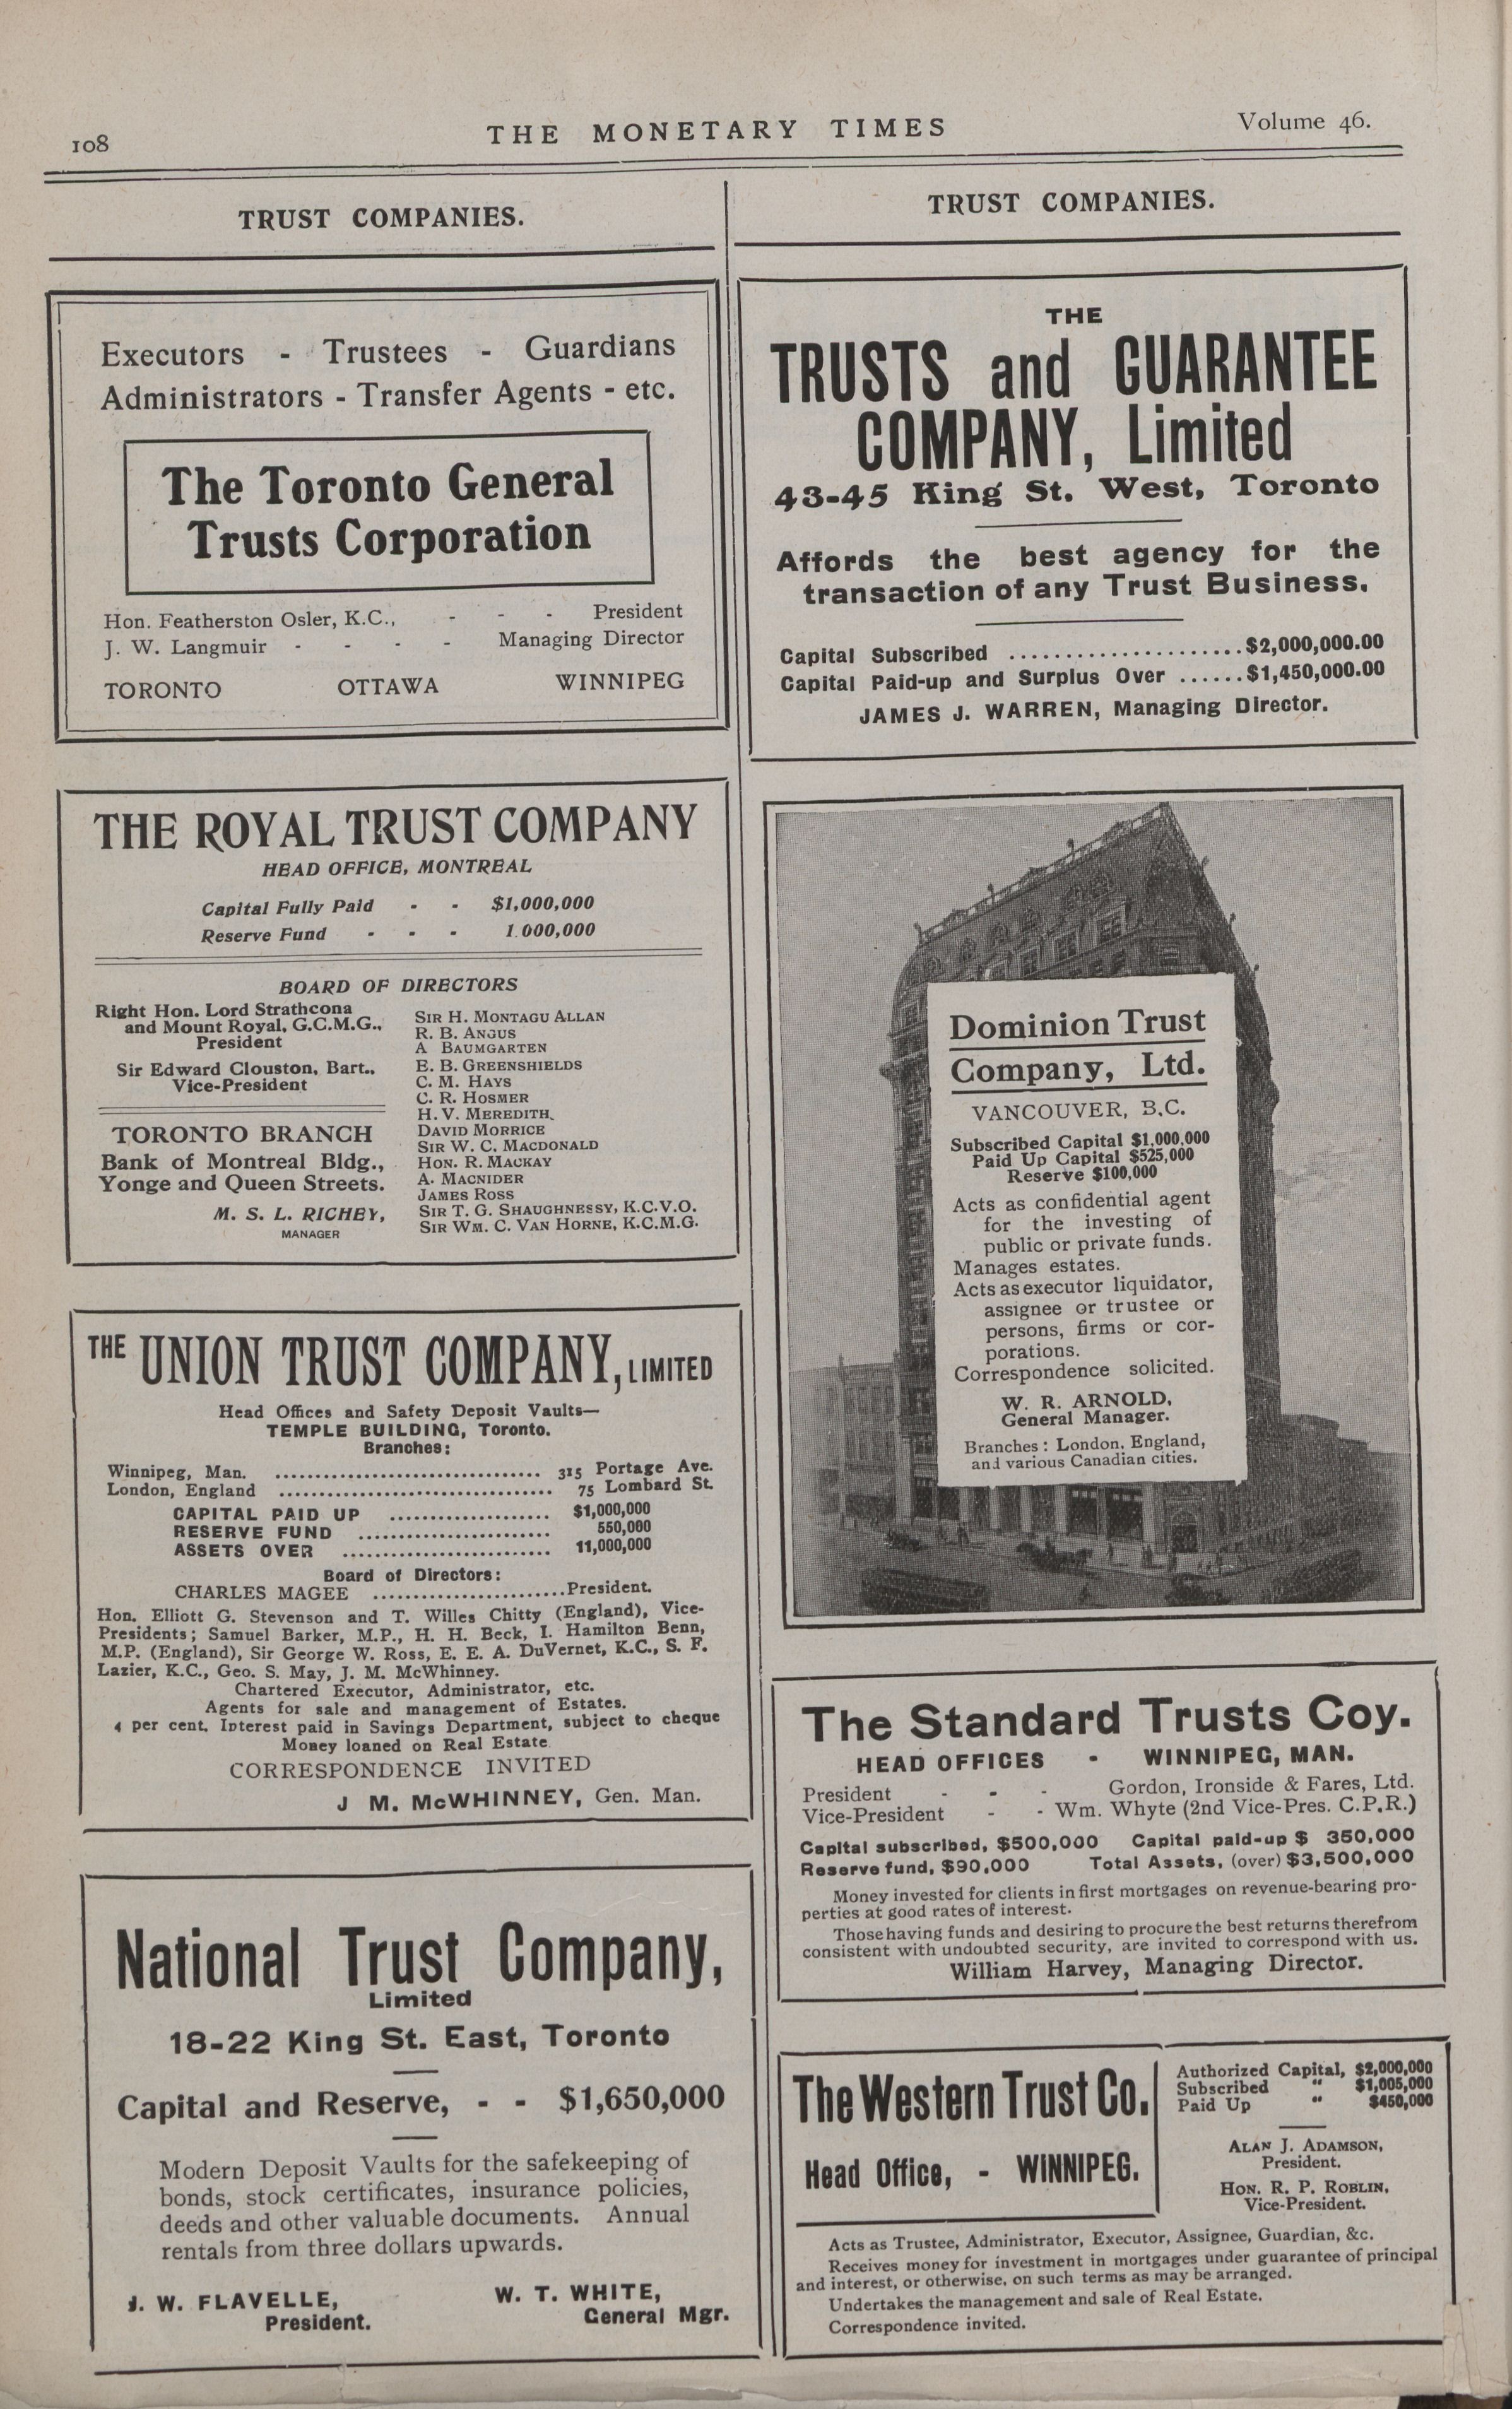 108
THE MONETARY TIMES
Volume 46.
TRUST COMPANIES.
Executors - Trustees - Guardians
Administrators - Transfer Agents - etc.
The Toronto General
Trusts Corporation
Hon. Featherston Osler, K.C., - - - President
J. W. Langmuir - - - - Managing Director
TORONTO OTTAWA WINNIPEG
THE ROYAL TRUST COMPANY
HEAD OFFICE, MONTREAL
Capital Fully Paid - - $1,000,000
Reserve Fund - - - 1.000,000
BOARD OF DIRECTORS
Right Hon. Lord Strathcona
and Mount Royal, G.C.M.G.,
President
Sir Edward Clouston, Bart.,
Vice-President
TORONTO BRANCH
Bank of Montreal Bldg.,
Yonge and Queen Streets.
M. S. L. RICHEY,
MANAGER
SIR H. MONTAGU ALLAN
R. B. ANGUS
A BAUMGARTEN
E. B. GREENSHIELDS
C. M. HAYS
C. R. HOSMER
H. V. MEREDITH.
DAVID MORRICE
SIR W. C. MACDONALD
HON. R. MACKAY
A. MACNIDER
JAMES ROSS
SIR T. G. SHAUGHNESSY, K.C.V.O.
SIR WM. C. VAN HORNE, K.C.M.G.
THE UNION TRUST COMPANY, LIMITED
Head Offices and Safety Deposit Vaults—
TEMPLE BUILDING, Toronto.
Branches:
Winnipeg, Man. ................................ 315 Portage Ave.
London, England ................................. 75 Lombard St.
CAPITAL PAID UP .................... $1,000,000
RESERVE FUND ........................ 550,000
ASSETS OVER .......................... 11,000,000
Board of Directors:
CHARLES MAGEE ........................President.
Hon. Elliott G. Stevenson and T. Willes Chitty (England), Vice-
Presidents; Samuel Barker, M.P., H. H. Beck, I. Hamilton Benn,
M.P. (England), Sir George W. Ross, E. E. A. DuVernet, K.C., S. F.
Lazier, K.C., Geo. S. May, J. M. McWhinney.
Chartered Executor, Administrator, etc.
Agents for sale and management of Estates.
4 per cent. Interest paid in Savings Department, subject to cheque
Money loaned on Real Estate
CORRESPONDENCE INVITED
J M. McWHINNEY, Gen. Man.
National Trust Company,
Limited
18-22 King St. East, Toronto
Capital and Reserve, - - $1,650,000
Modern Deposit Vaults for the safekeeping of
bonds, stock certificates, insurance policies,
deeds and other valuable documents. Annual
rentals from three dollars upwards.
J. W. FLAVELLE,
President.
W. T. WHITE,
General Mgr.
TRUST COMPANIES.
THE
TRUSTS and GUARANTEE
COMPANY, Limited
43-45 King St. West, Toronto
Affords the best agency for the
transaction of any Trust Business.
Capital Subscribed ......................$2,000,000.00
Capital Paid-up and Surplus Over ......$1,450,000.00
JAMES J. WARREN, Managing Director.
Dominion Trust
Company, Ltd.
VANCOUVER, B.C.
Subscribed Capital $1,000,000
Paid Up Capital $525,000
Reserve $100,000
Acts as confidential agent
for the investing of
public or private funds.
Manages estates.
Acts as executor liquidator,
assignee or trustee or
persons, firms or cor-
porations.
Correspondence solicited.
W. R. ARNOLD,
General Manager.
Branches: London, England,
and various Canadian cities.
The Standard Trusts Coy.
HEAD OFFICES - WINNIPEG, MAN.
President - - - Gordon, Ironside & Fares, Ltd.
Vice-President - - Wm. Whyte (2nd Vice-Pres. C.P.R.)
Capital subscribed, $500,000 Capital paid-up $ 350,000
Reserve fund, $90,000 Total Assets, (over) $3,500,000
Money invested for clients in first mortgages on revenue-bearing pro-
perties at good rates of interest.
Those having funds and desiring to procure the best returns therefrom
consistent with undoubted security, are invited to correspond with us.
William Harvey, Managing Director.
The Western Trust Co.
Head Office, - WINNIPEG.
Authorized Capital, $2,000,000
Subscribed " $1,005,000
Paid Up " $450,000
ALAN J. ADAMSON,
President.
HON. R. P. ROBLIN,
Vice-President.
Acts as Trustee, Administrator, Executor, Assignee, Guardian, &c.
Receives money for investment in mortgages under guarantee of principal
and interest, or otherwise, on such terms as may be arranged.
Undertakes the management and sale of Real Estate.
Correspondence invited.